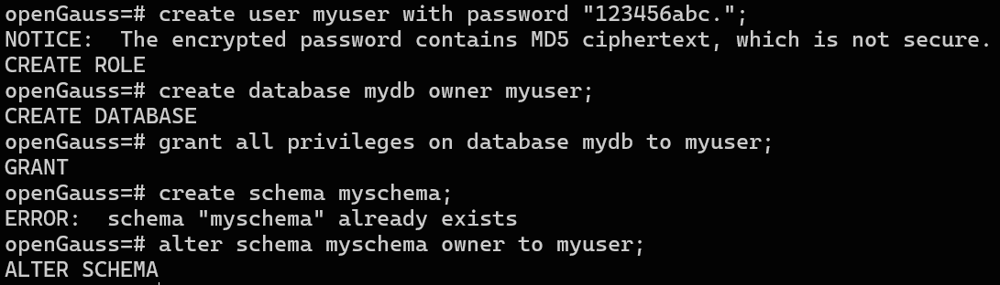 openGauss=# create user myuser with password "123456abc.";
NOTICE:  The encrypted password contains MD5 ciphertext, which is not secure.
CREATE ROLE
openGauss=# create database mydb owner myuser;
CREATE DATABASE
openGauss=# grant all privileges on database mydb to myuser;
GRANT
openGauss=# create schema myschema;
ERROR:  schema "myschema" already exists
openGauss=# alter schema myschema owner to myuser;
ALTER SCHEMA